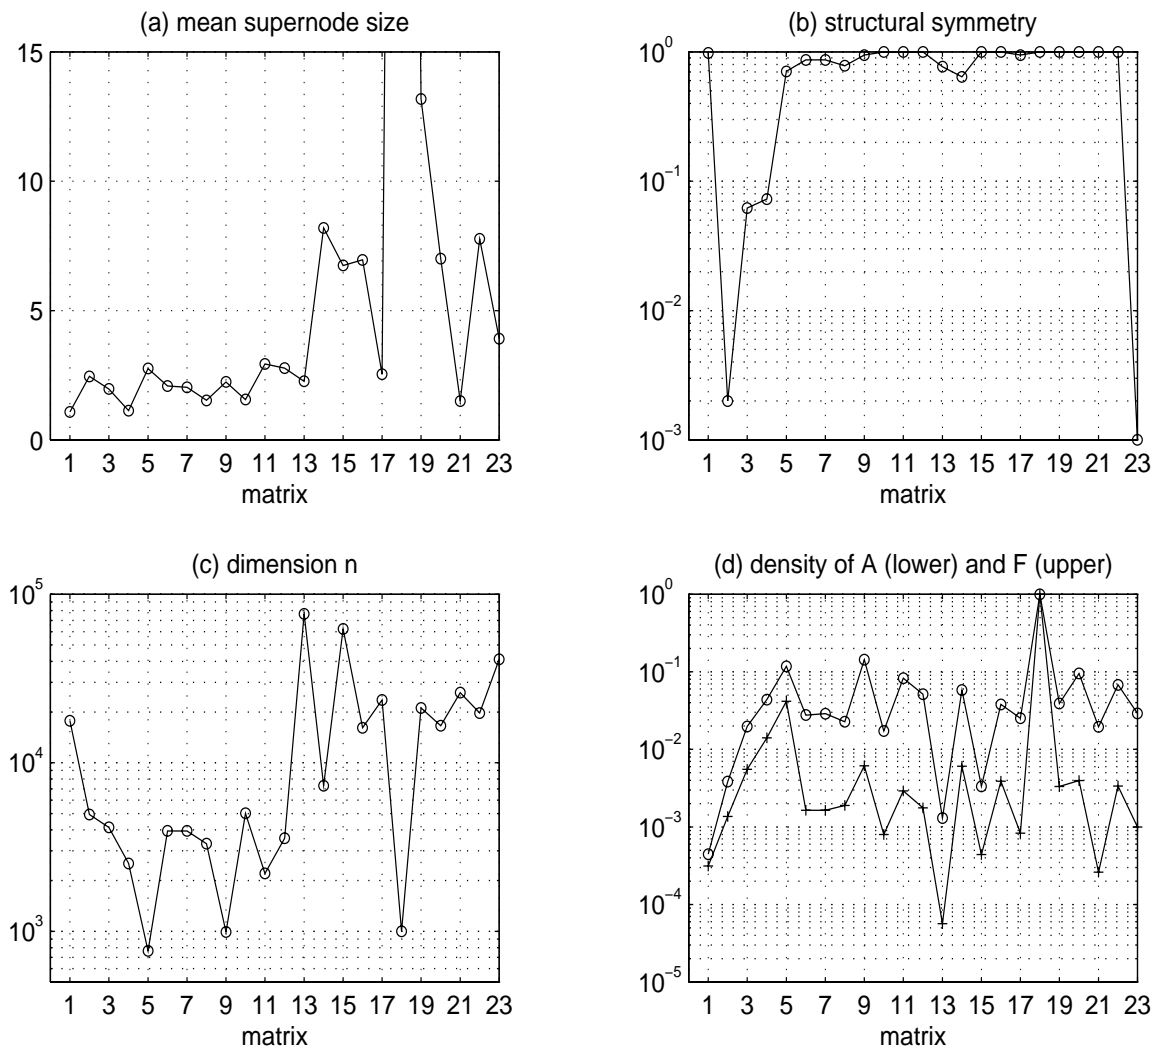 (a) mean supernode size
15
10
5
0
1 3 5 7 9 11 13 15 17 19 21 23
matrix
(b) structural symmetry
10^0
10^−1
10^−2
10^−3
1 3 5 7 9 11 13 15 17 19 21 23
matrix
(c) dimension n
10^5
10^4
10^3
1 3 5 7 9 11 13 15 17 19 21 23
matrix
(d) density of A (lower) and F (upper)
10^0
10^−1
10^−2
10^−3
10^−4
10^−5
1 3 5 7 9 11 13 15 17 19 21 23
matrix